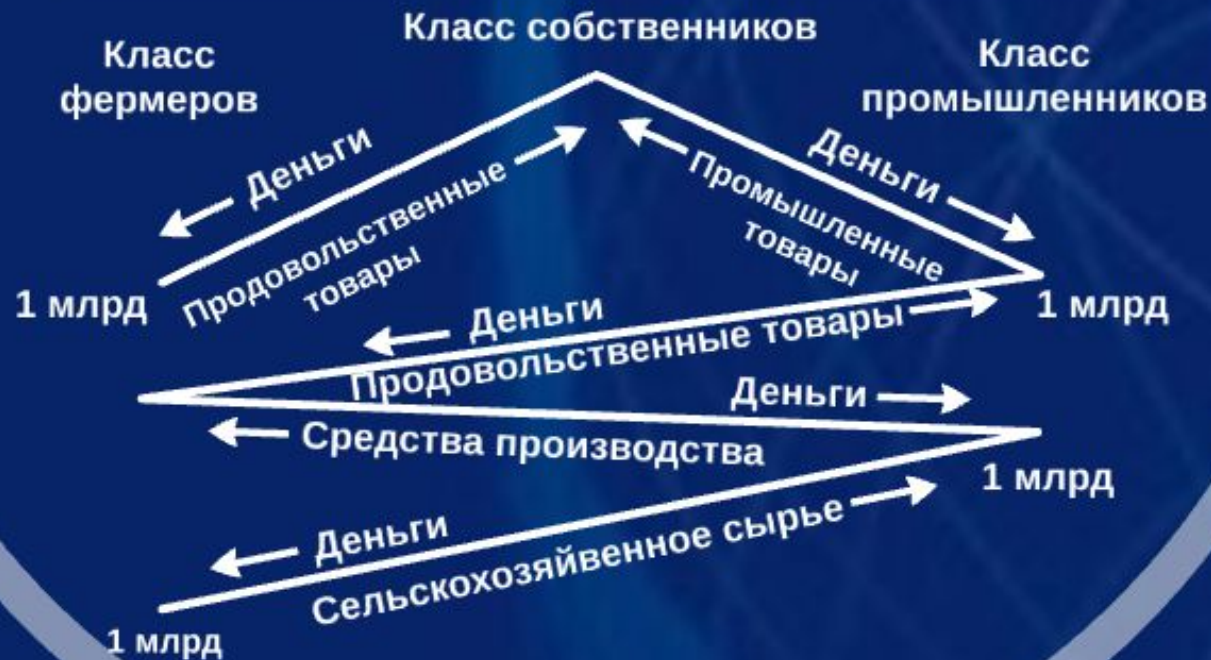 Класс собственников
Класс
фермеров
Класс
промышленников
Деньги
Продовольственные
товары
Деньги
Промышленные
товары
1 млрд
1 млрд
Деньги
Продовольственные товары
Деньги
Средства производства
1 млрд
Деньги
Сельскохозяйвенное сырье
1 млрд